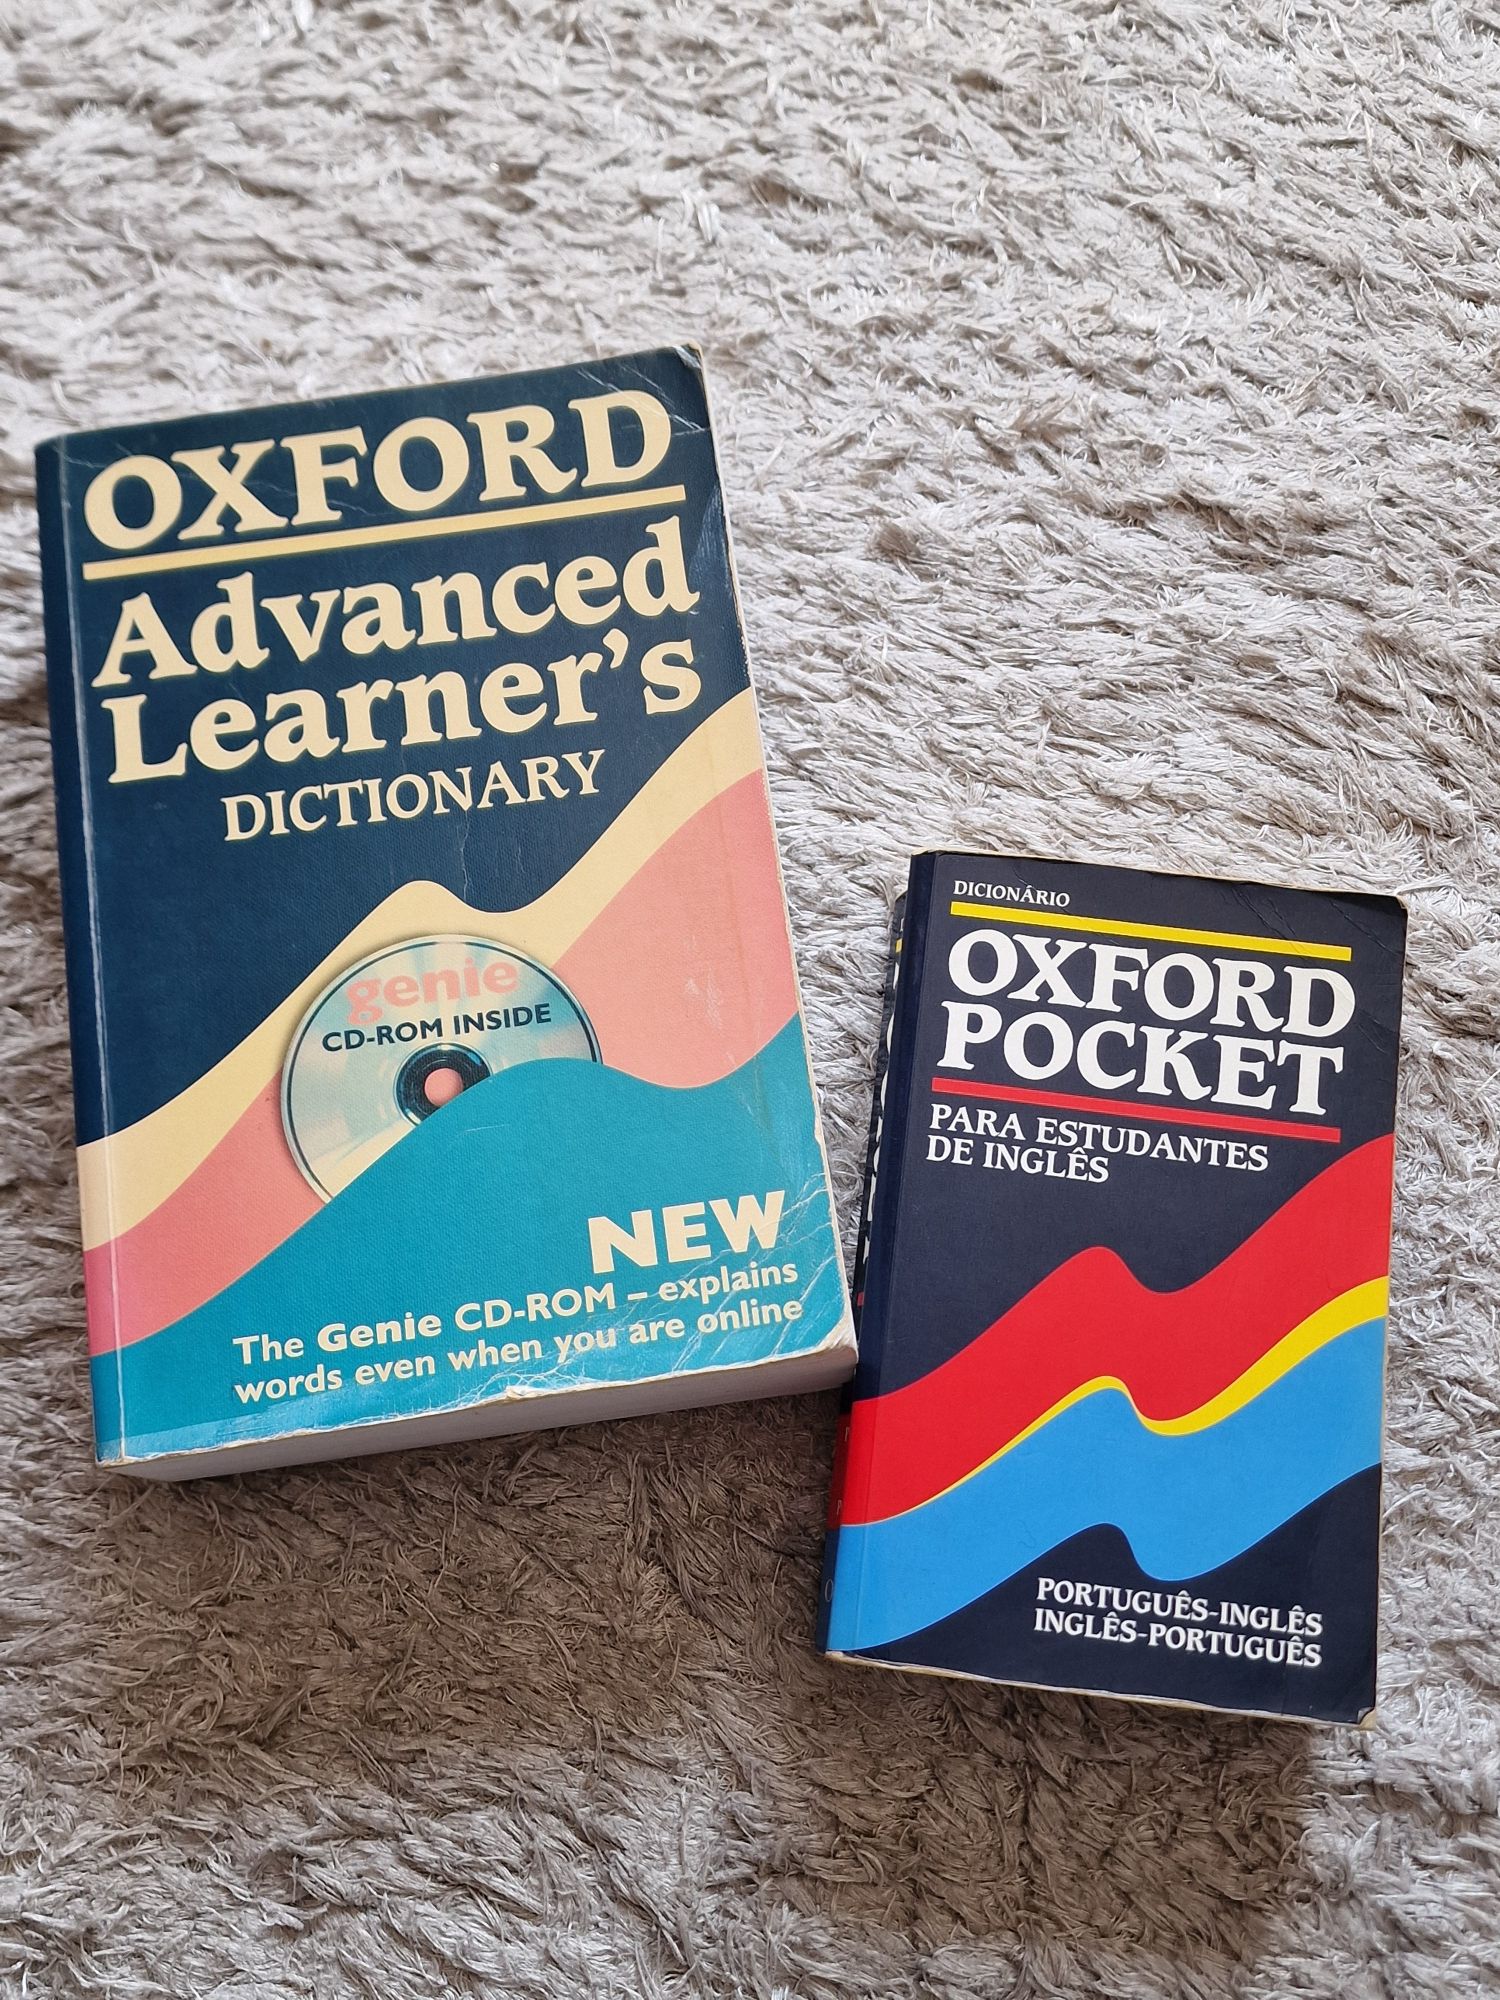 OXFORD
Advanced
Learner's
DICTIONARY
genie
CD-ROM INSIDE
NEW
The Genie CD-ROM – explains
words even when you are online
DICIONÁRIO
OXFORD
POCKET
PARA ESTUDANTES
DE INGLÊS
PORTUGUÊS-INGLÊS
INGLÊS-PORTUGUÊS